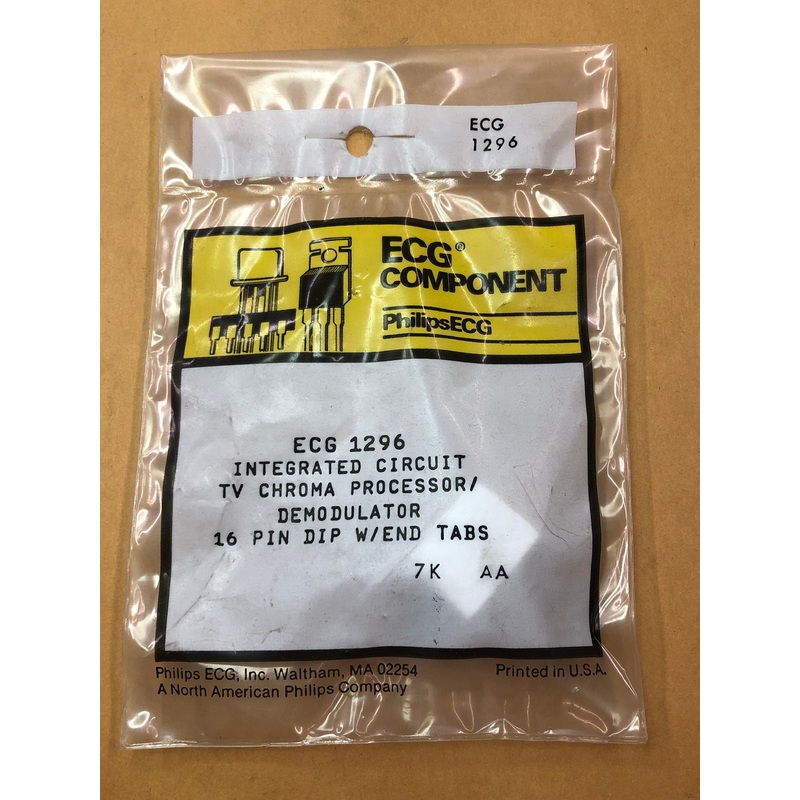 ECG
1296
ECG®
COMPONENT
PhilipsECG
ECG 1296
INTEGRATED CIRCUIT
TV CHROMA PROCESSOR/
DEMODULATOR
16 PIN DIP W/END TABS
7K AA
Philips ECG, Inc. Waltham, MA 02254
A North American Philips Company
Printed in U.S.A.